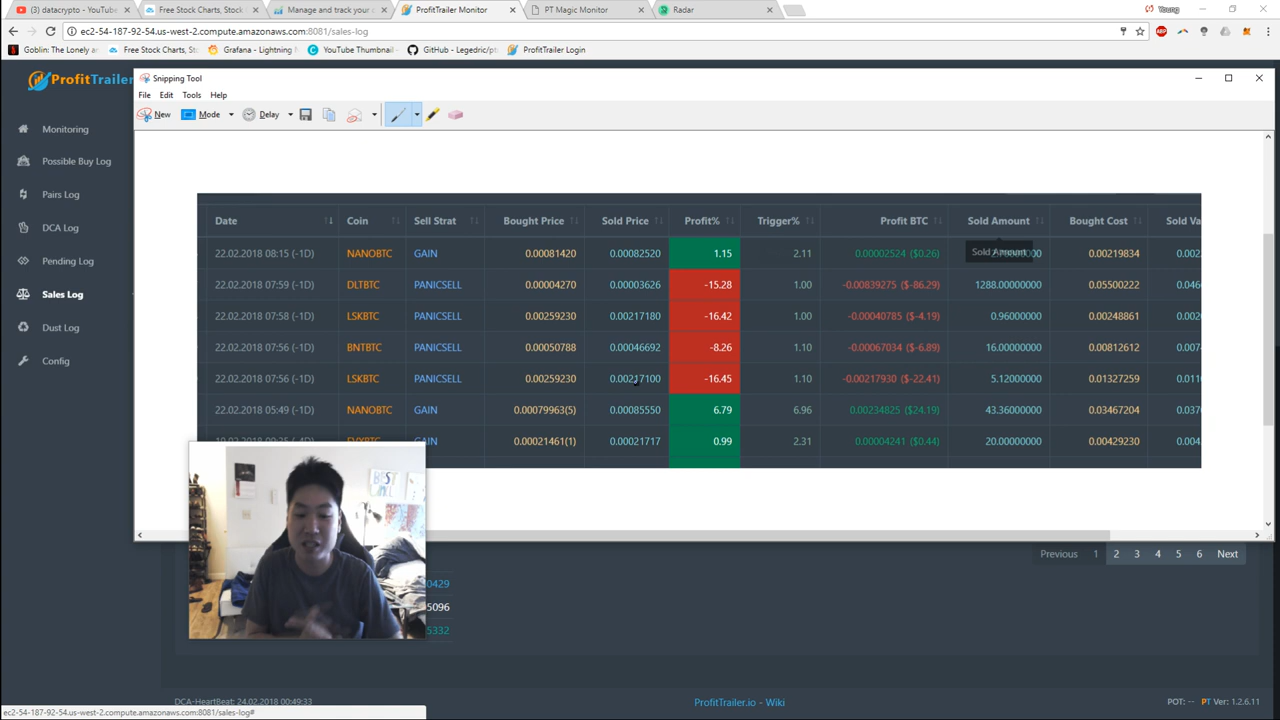 (3) datacrypto - YouTube
Free Stock Charts, Stock
Manage and track your c
ProfitTrailer Monitor
PT Magic Monitor
Radar
Young
ec2-54-187-92-54.us-west-2.compute.amazonaws.com:8081/sales-log
Goblin: The Lonely a
Free Stock Charts, St
Grafana - Lightning
YouTube Thumbnail
GitHub - Legedric/pt
ProfitTrailer Login
ProfitTrailer
Monitoring
Possible Buy Log
Pairs Log
DCA Log
Pending Log
Sales Log
Dust Log
Config
Snipping Tool
File Edit Tools Help
New Mode Delay
Date Coin Sell Strat Bought Price Sold Price Profit% Trigger% Profit BTC Sold Amount Bought Cost Sold Va
22.02.2018 08:15 (-1D) NANOBTC GAIN 0.00081420 0.00082520 1.15 2.11 0.00002524 ($0.26) 0.00219834 0.002
Sold Amount
22.02.2018 07:59 (-1D) DLTBTC PANICSELL 0.00004270 0.00003626 -15.28 1.00 -0.00839275 ($-86.29) 1288.00000000 0.05500222 0.046
22.02.2018 07:58 (-1D) LSKBTC PANICSELL 0.00259230 0.00217180 -16.42 1.00 -0.00040785 ($-4.19) 0.96000000 0.00248861 0.002
22.02.2018 07:56 (-1D) BNTBTC PANICSELL 0.00050788 0.00046692 -8.26 1.10 -0.00067034 ($-6.89) 16.00000000 0.00812612 0.007
22.02.2018 07:56 (-1D) LSKBTC PANICSELL 0.00259230 0.00217100 -16.45 1.10 -0.00217930 ($-22.41) 5.12000000 0.01327259 0.011
22.02.2018 05:49 (-1D) NANOBTC GAIN 0.00079963(5) 0.00085550 6.79 6.96 0.00234825 ($24.19) 43.36000000 0.03467204 0.037
GAIN 0.00021461(1) 0.00021717 0.99 2.31 0.00004241 ($0.44) 20.00000000 0.00429230 0.004
BEST
Previous 1 2 3 4 5 6 Next
0429
5096
5332
DCA-HeartBeat: 24.02.2018 00:49:33
ProfitTrailer.io - Wiki
POT: -- PT Ver: 1.2.6.11
ec2-54-187-92-54.us-west-2.compute.amazonaws.com:8081/sales-log#